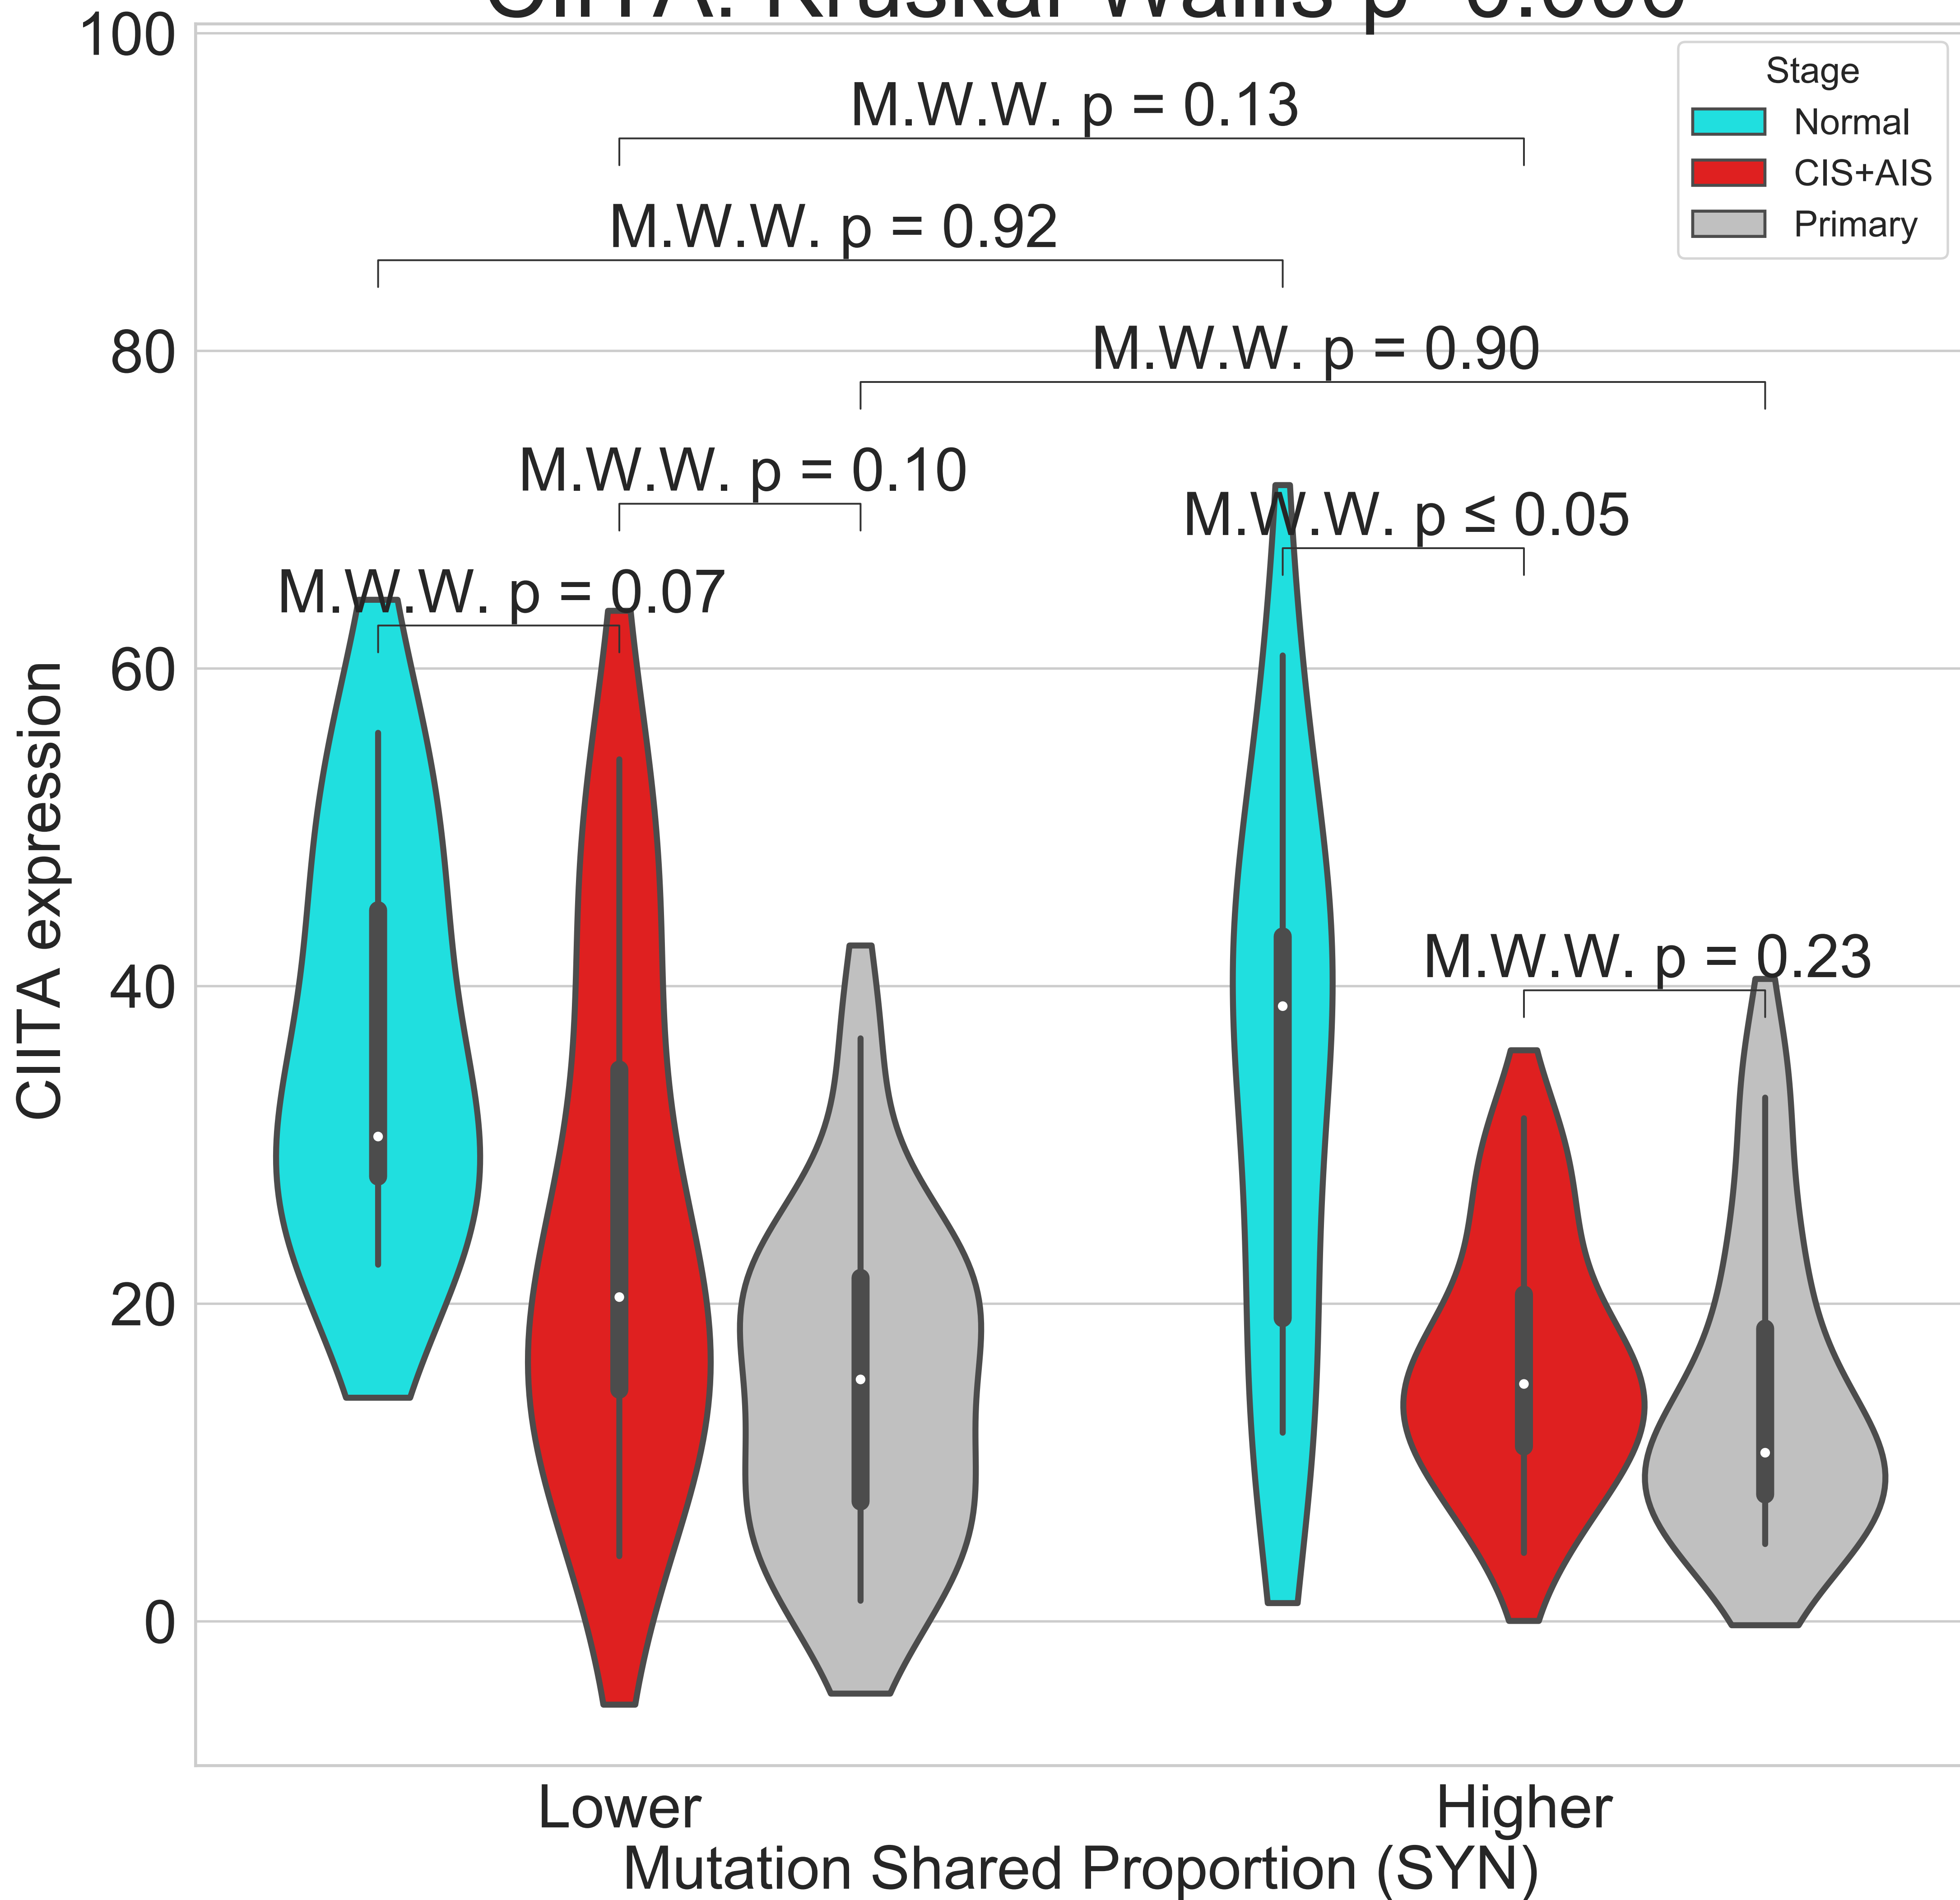 100
M.W.W. p = 0.13
M.W.W. p = 0.92
M.W.W. p = 0.90
M.W.W. p = 0.10
M.W.W. p ≤ 0.05
M.W.W. p = 0.07
M.W.W. p = 0.23
Stage
Normal
CIS+AIS
Primary
80
60
40
20
0
CIITA expression
Lower
Higher
Mutation Shared Proportion (SYN)